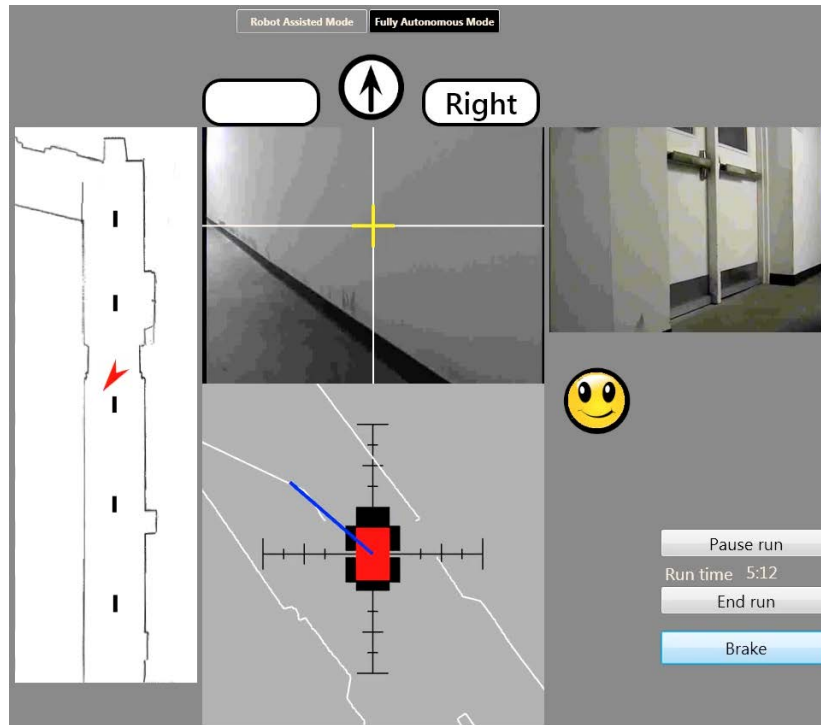 Robot Assisted Mode Fully Autonomous Mode
Right
Pause run
Run time 5:12
End run
Brake